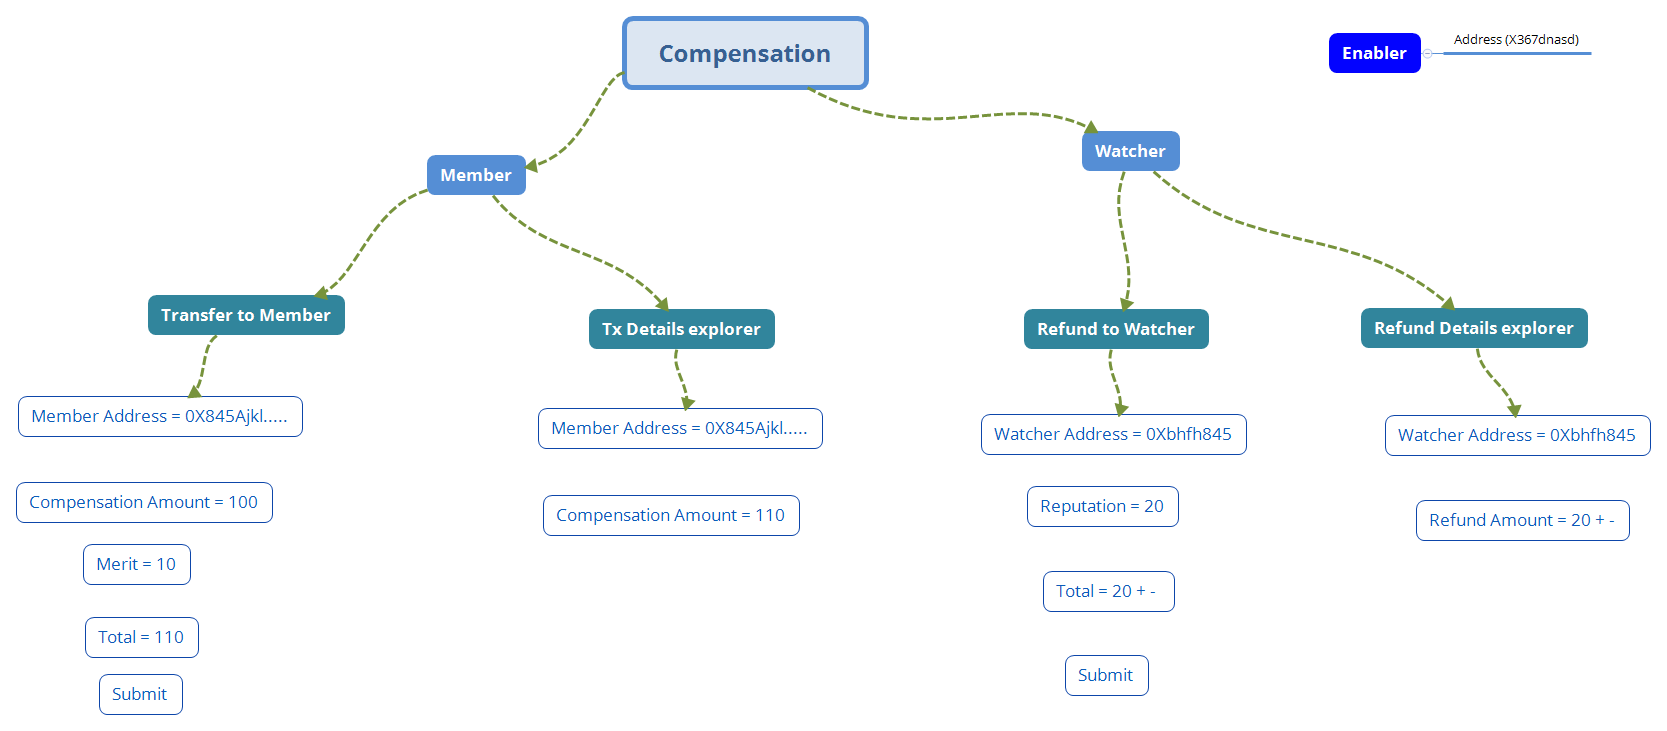 Compensation
Enabler
Address (X367dnasd)
Member
Watcher
Transfer to Member
Tx Details explorer
Refund to Watcher
Refund Details explorer
Member Address = 0X845Ajkl.....
Compensation Amount = 100
Merit = 10
Total = 110
Submit
Member Address = 0X845Ajkl.....
Compensation Amount = 110
Watcher Address = 0Xbhfh845
Reputation = 20
Total = 20 + -
Submit
Watcher Address = 0Xbhfh845
Refund Amount = 20 + -